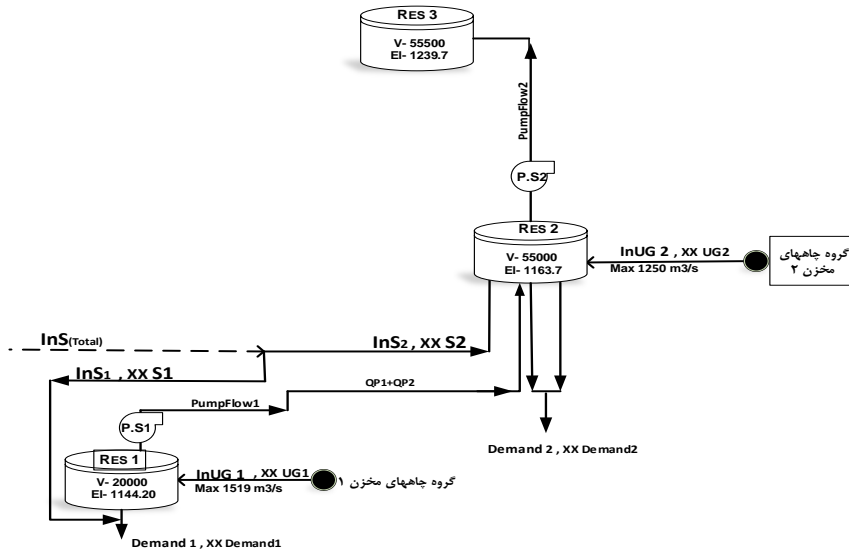 RES 3
V- 55500
El- 1239.7
PumpFlow2
P.S2
RES 2
V- 55000
El- 1163.7
InUG 2 , XX UG2
Max 1250 m3/s
گروه چاههای
مخزن ۲
InS(Total)
InS2 , XX S2
InS1 , XX S1
QP1+QP2
PumpFlow1
P.S1
Demand 2 , XX Demand2
RES 1
V- 20000
El- 1144.20
InUG 1 , XX UG1
Max 1519 m3/s
گروه چاههای مخزن ۱
Demand 1 , XX Demand1